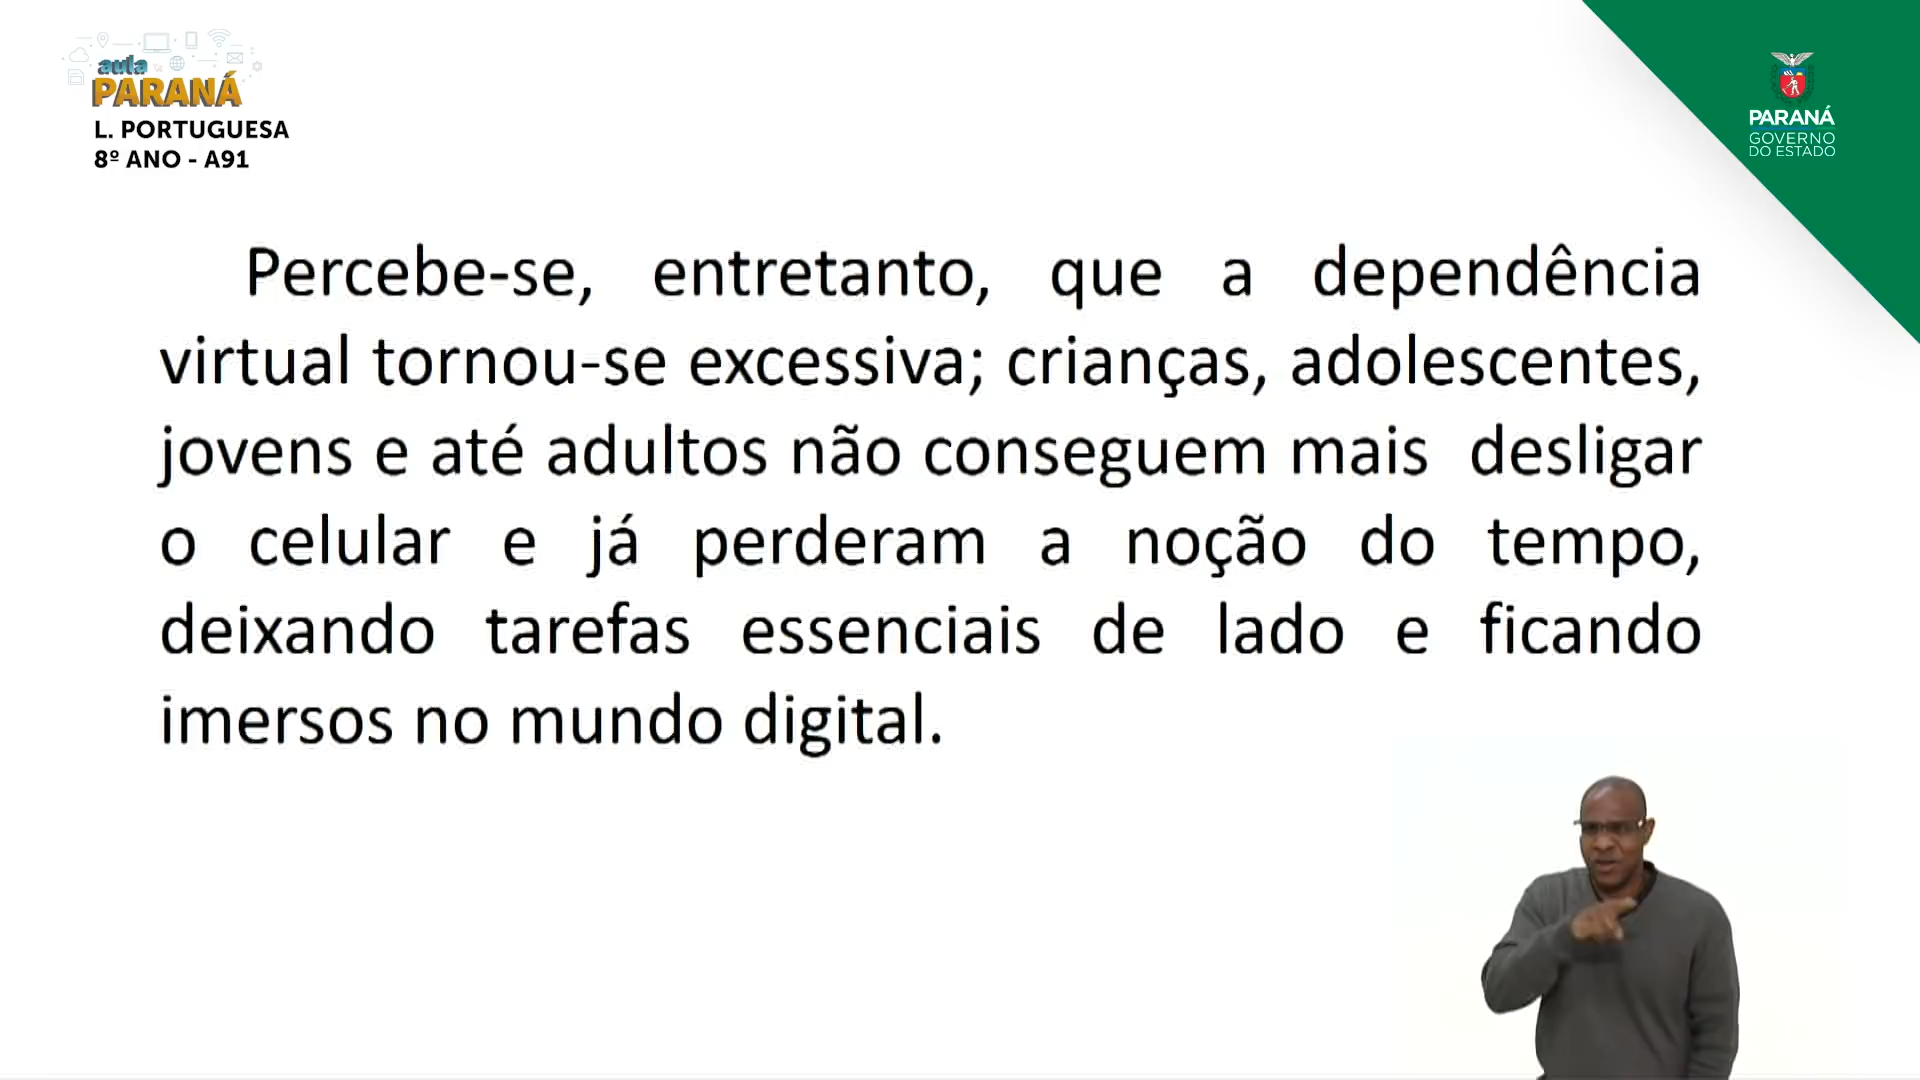 aula
PARANÁ
L. PORTUGUESA
8º ANO - A91
PARANÁ
GOVERNO
DO ESTADO
Percebe-se, entretanto, que a dependência
virtual tornou-se excessiva; crianças, adolescentes,
jovens e até adultos não conseguem mais desligar
o celular e já perderam a noção do tempo,
deixando tarefas essenciais de lado e ficando
imersos no mundo digital.